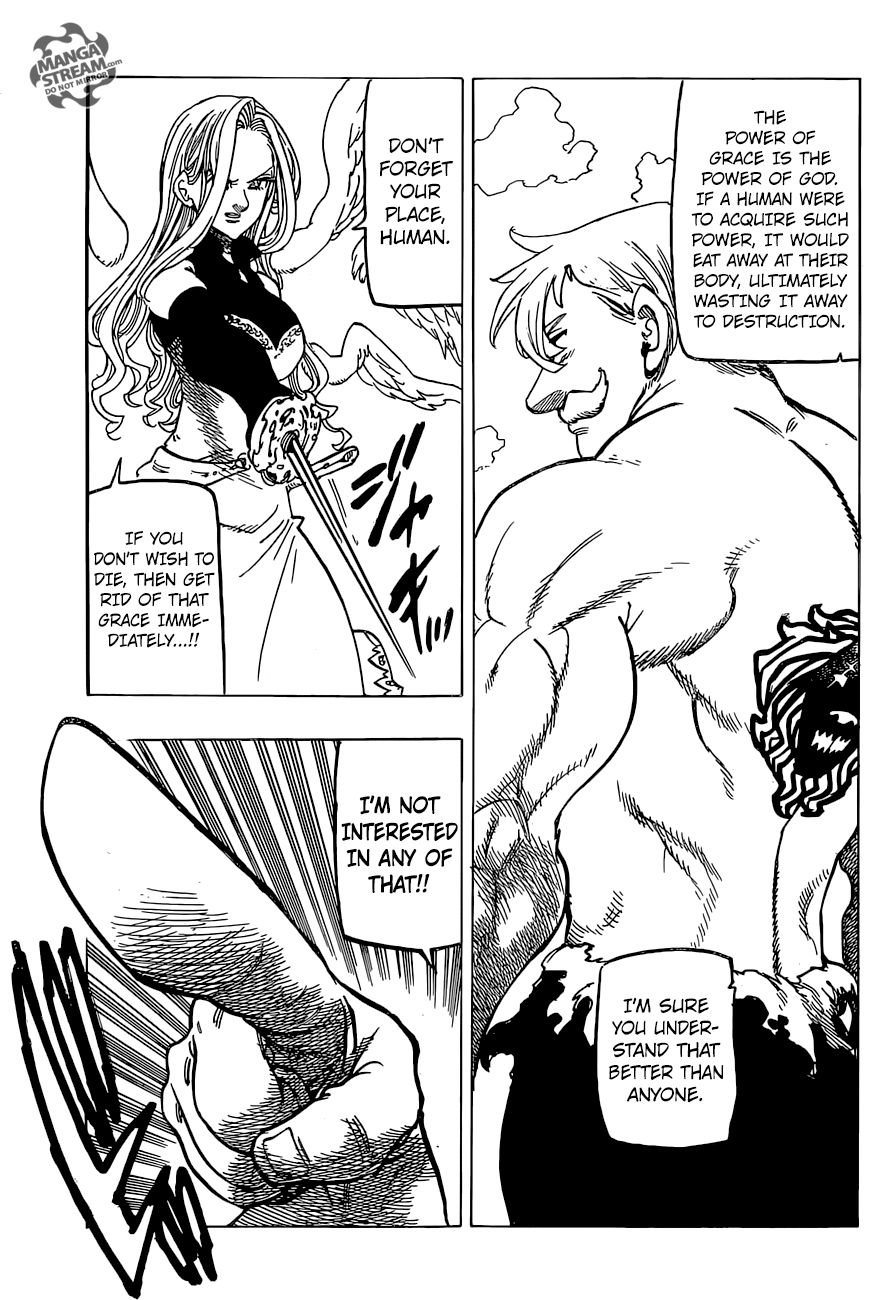 MANGA
STREAM.com
DO NOT MIRROR
THE
POWER OF
GRACE IS THE
POWER OF GOD.
IF A HUMAN WERE
TO ACQUIRE SUCH
POWER, IT WOULD
EAT AWAY AT THEIR
BODY, ULTIMATELY
WASTING IT AWAY
TO DESTRUCTION.
I'M SURE
YOU UNDER-
STAND THAT
BETTER THAN
ANYONE.
DON'T
FORGET
YOUR
PLACE,
HUMAN.
ジャキ
IF YOU
DON'T WISH TO
DIE, THEN GET
RID OF THAT
GRACE IMME-
DIATELY...!!
I'M NOT
INTERESTED
IN ANY OF
THAT!!